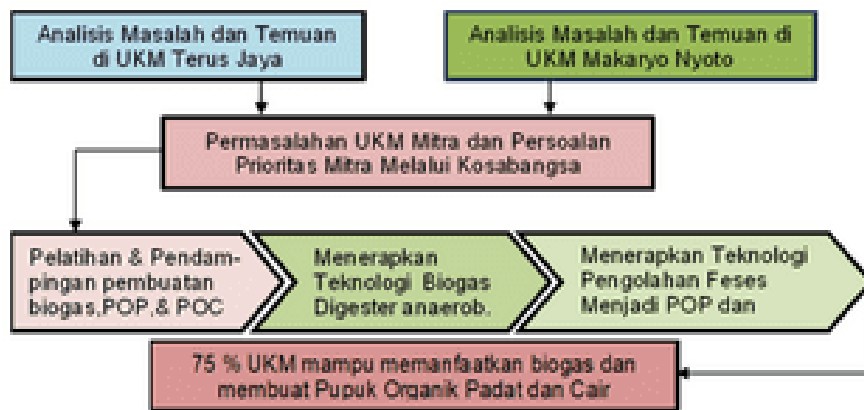 Analisis Masalah dan Temuan
di UKM Terus Jaya
Analisis Masalah dan Temuan di
UKM Makaryo Nyoto
Permasalahan UKM Mitra dan Persoalan
Prioritas Mitra Melalui Kosabangsa
Pelatihan & Pendam-
pingan pembuatan
biogas,POP,& POC
Menerapkan
Teknologi Biogas
Digester anaerob.
Menerapkan Teknologi
Pengolahan Feses
Menjadi POP dan
75 % UKM mampu memanfaatkan biogas dan
membuat Pupuk Organik Padat dan Cair